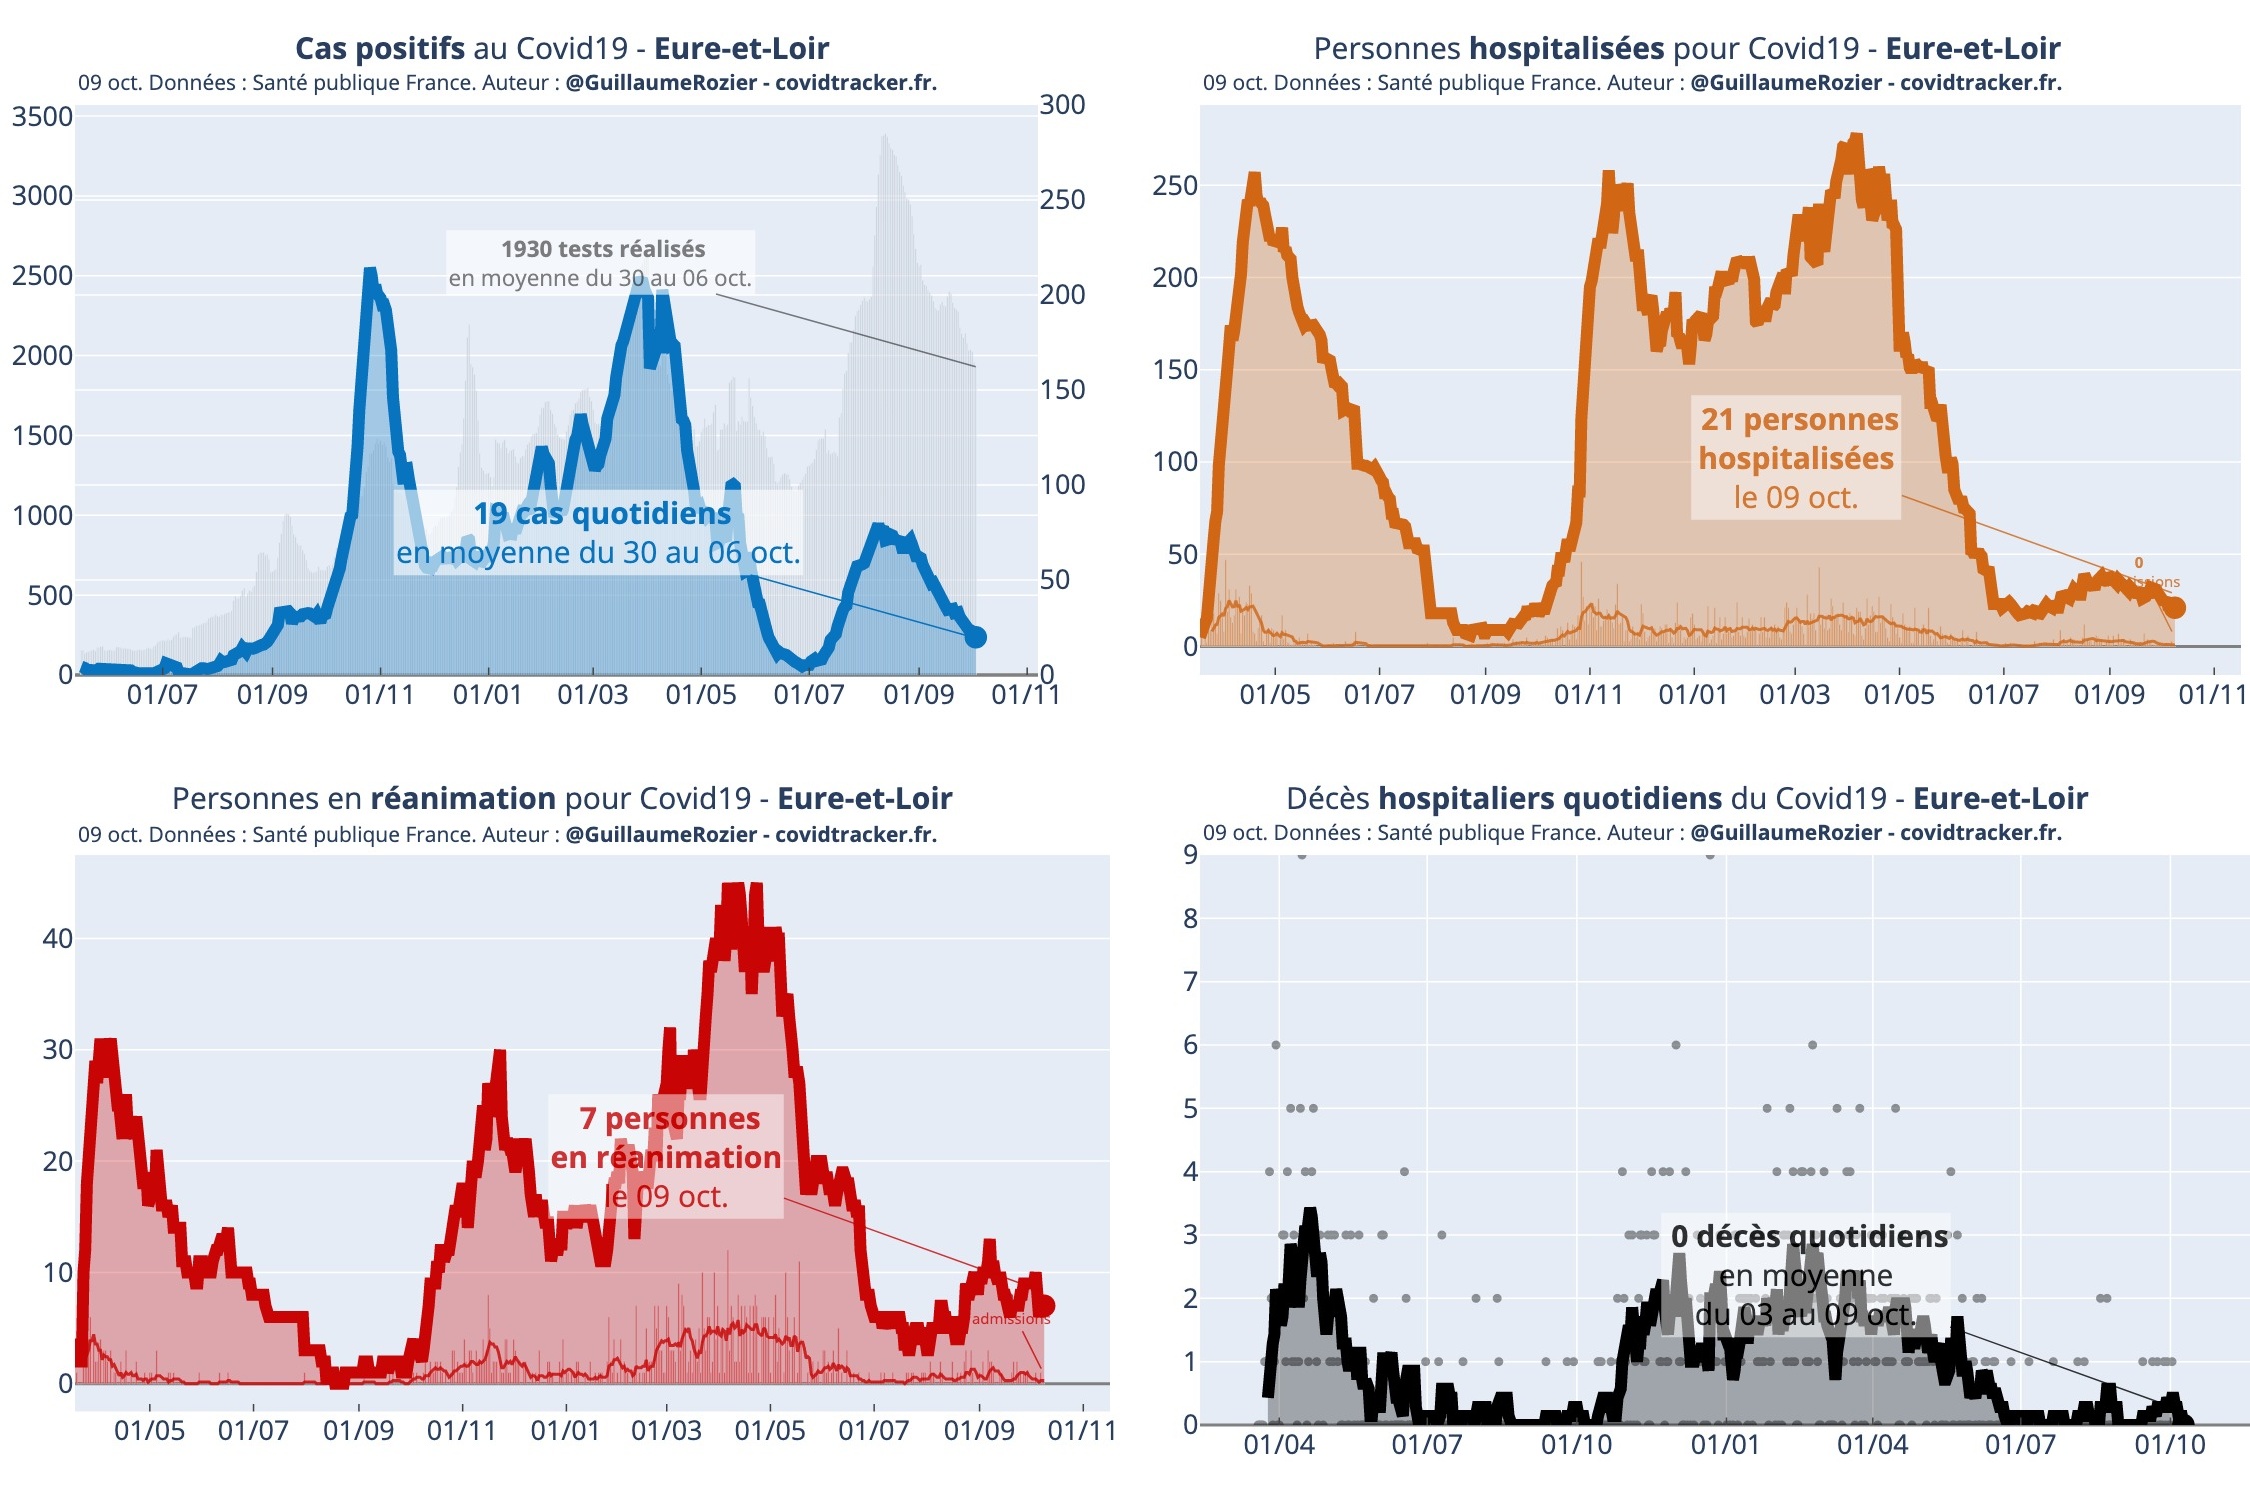 Cas positifs au Covid19 - Eure-et-Loir
09 oct. Données : Santé publique France. Auteur : @GuillaumeRozier - covidtracker.fr.
3500
3000
2500
2000
1500
1000
500
0
300
250
200
150
100
50
0
1930 tests réalisés
en moyenne du 30 au 06 oct.
19 cas quotidiens
en moyenne du 30 au 06 oct.
01/07 01/09 01/11 01/01 01/03 01/05 01/07 01/09 01/11
Personnes hospitalisées pour Covid19 - Eure-et-Loir
09 oct. Données : Santé publique France. Auteur : @GuillaumeRozier - covidtracker.fr.
250
200
150
100
50
0
21 personnes
hospitalisées
le 09 oct.
0
01/05 01/07 01/09 01/11 01/01 01/03 01/05 01/07 01/09 01/11
Personnes en réanimation pour Covid19 - Eure-et-Loir
09 oct. Données : Santé publique France. Auteur : @GuillaumeRozier - covidtracker.fr.
40
30
20
10
0
7 personnes
en réanimation
le 09 oct.
admissions
01/05 01/07 01/09 01/11 01/01 01/03 01/05 01/07 01/09 01/11
Décès hospitaliers quotidiens du Covid19 - Eure-et-Loir
09 oct. Données : Santé publique France. Auteur : @GuillaumeRozier - covidtracker.fr.
9
8
7
6
5
4
3
2
1
0
0 décès quotidiens
en moyenne
du 03 au 09 oct.
01/04 01/07 01/10 01/01 01/04 01/07 01/10